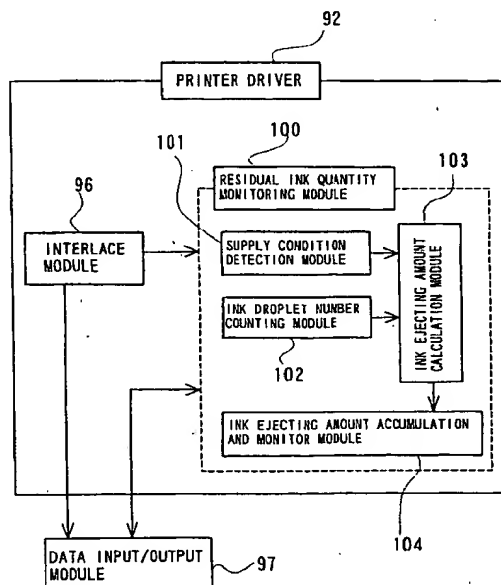 92
PRINTER DRIVER
100
101
103
RESIDUAL INK QUANTITY
MONITORING MODULE
96
INTERLACE
MODULE
SUPPLY CONDITION
DETECTION MODULE
INK DROPLET NUMBER
COUNTING MODULE
102
INK EJECTING AMOUNT
CALCULATION MODULE
INK EJECTING AMOUNT ACCUMULATION
AND MONITOR MODULE
104
DATA INPUT/OUTPUT
MODULE
97